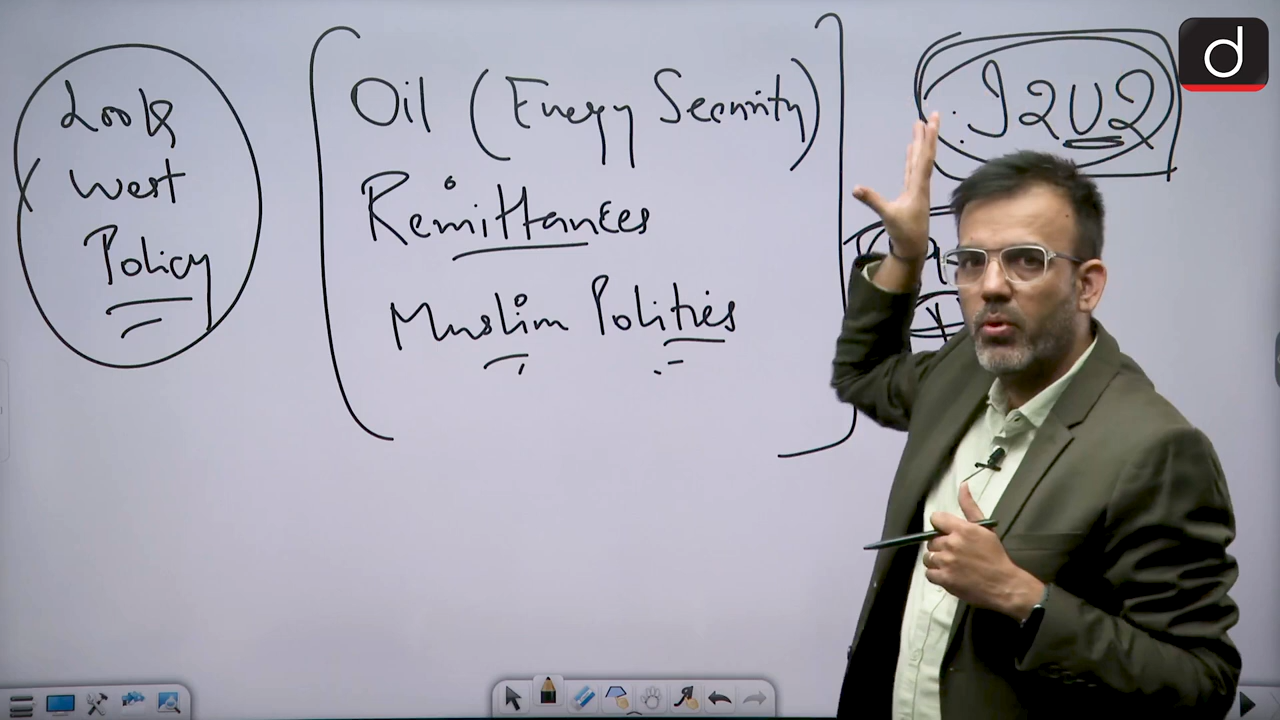 Look
West
Policy
Oil (Energy Security)
Remittances
Muslim Polities
I2U2
d